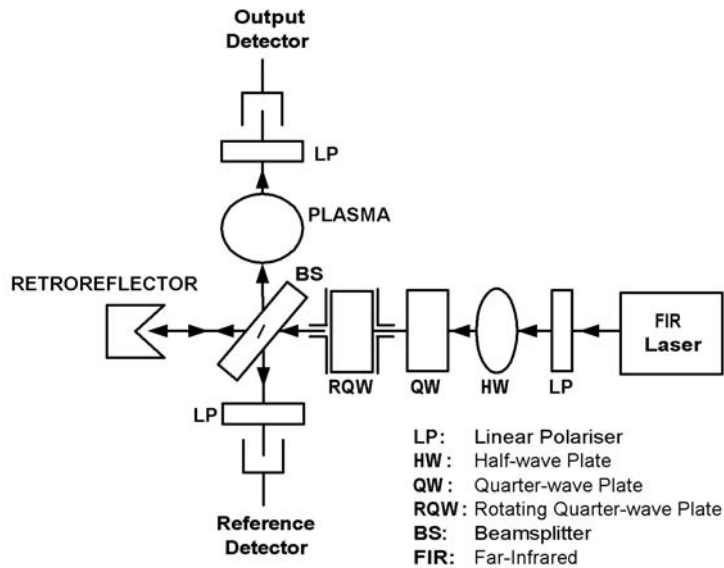 Output
Detector
LP
PLASMA
RETROREFLECTOR
BS
FIR
Laser
RQW
QW
HW
LP
LP
Reference
Detector
LP: Linear Polariser
HW: Half-wave Plate
QW: Quarter-wave Plate
RQW: Rotating Quarter-wave Plate
BS: Beamsplitter
FIR: Far-Infrared